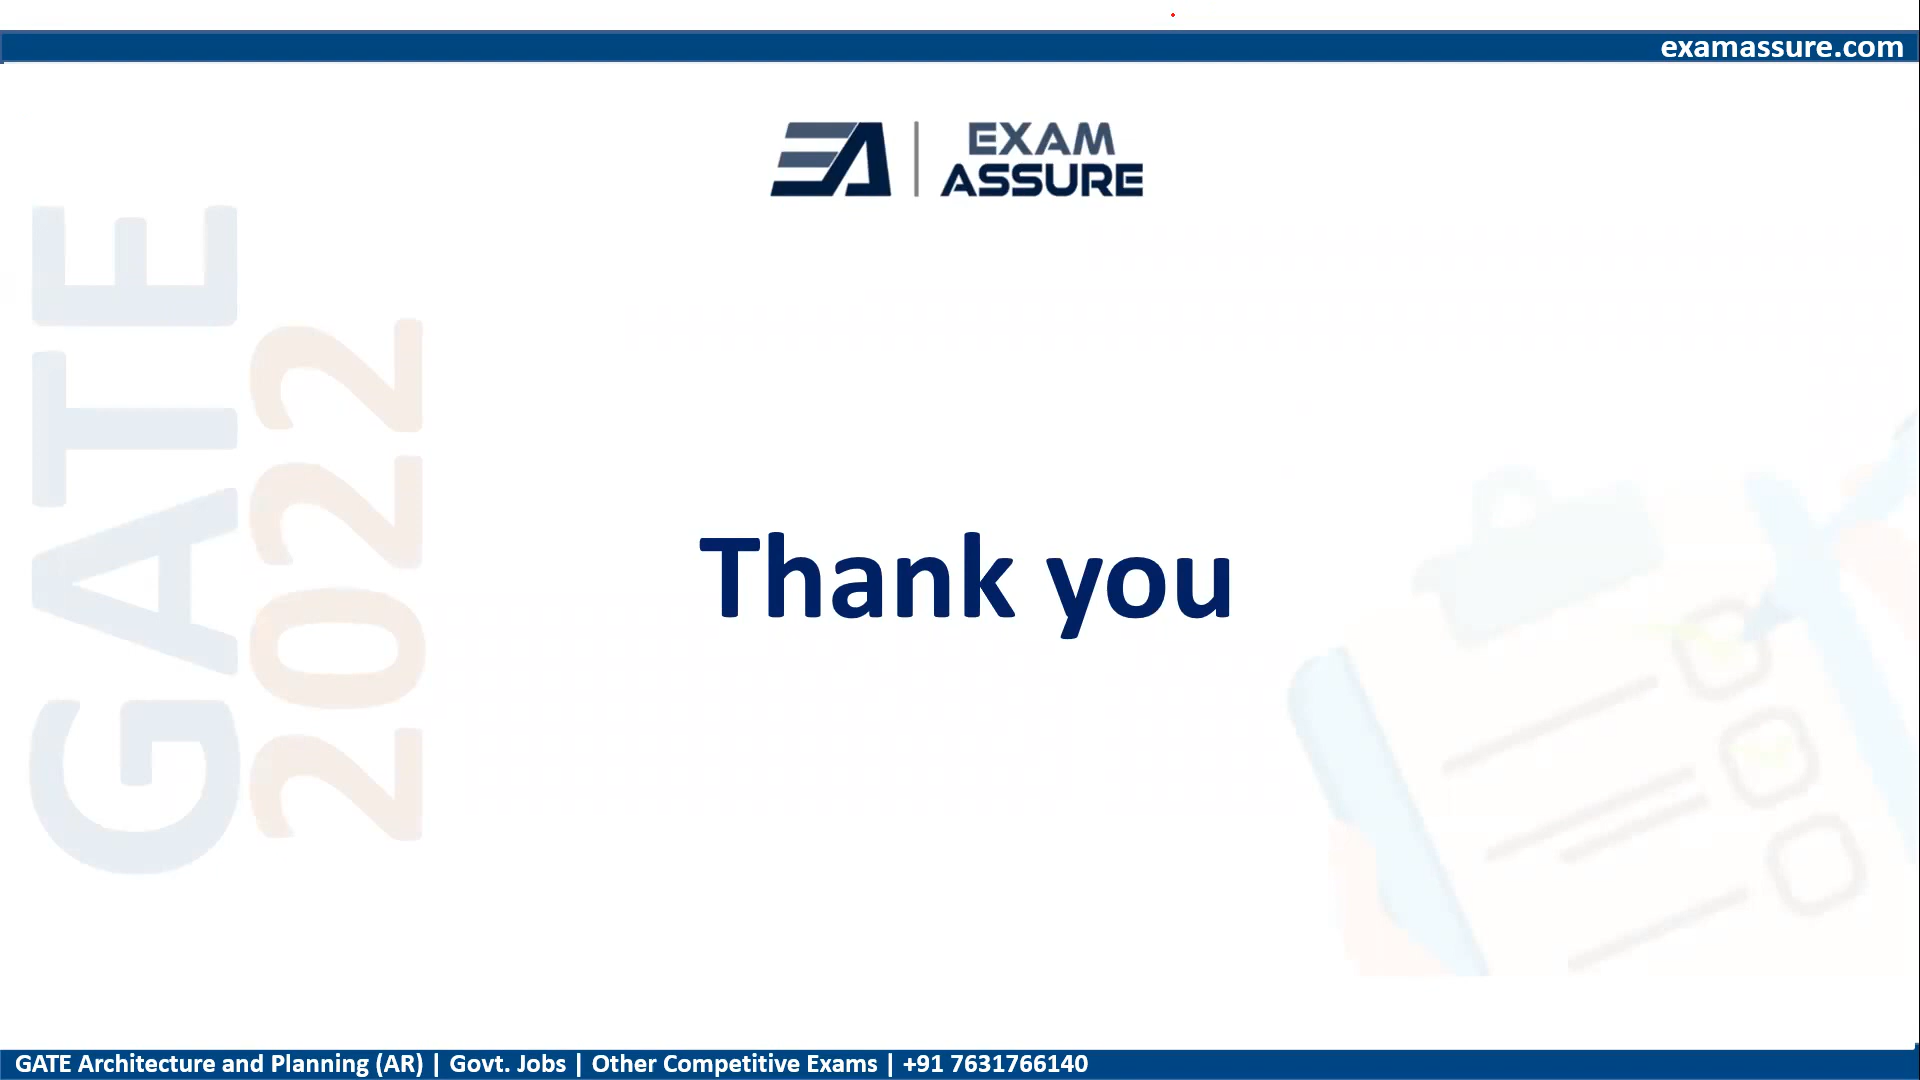 examassure.com
EA | EXAM
ASSURE
GATE
2022
Thank you
GATE Architecture and Planning (AR) | Govt. Jobs | Other Competitive Exams | +91 7631766140